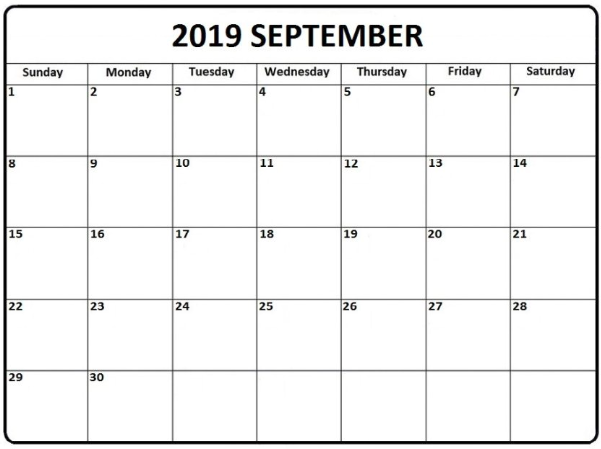 2019 SEPTEMBER
Sunday Monday Tuesday Wednesday Thursday Friday Saturday
1 2 3 4 5 6 7
8 9 10 11 12 13 14
15 16 17 18 19 20 21
22 23 24 25 26 27 28
29 30